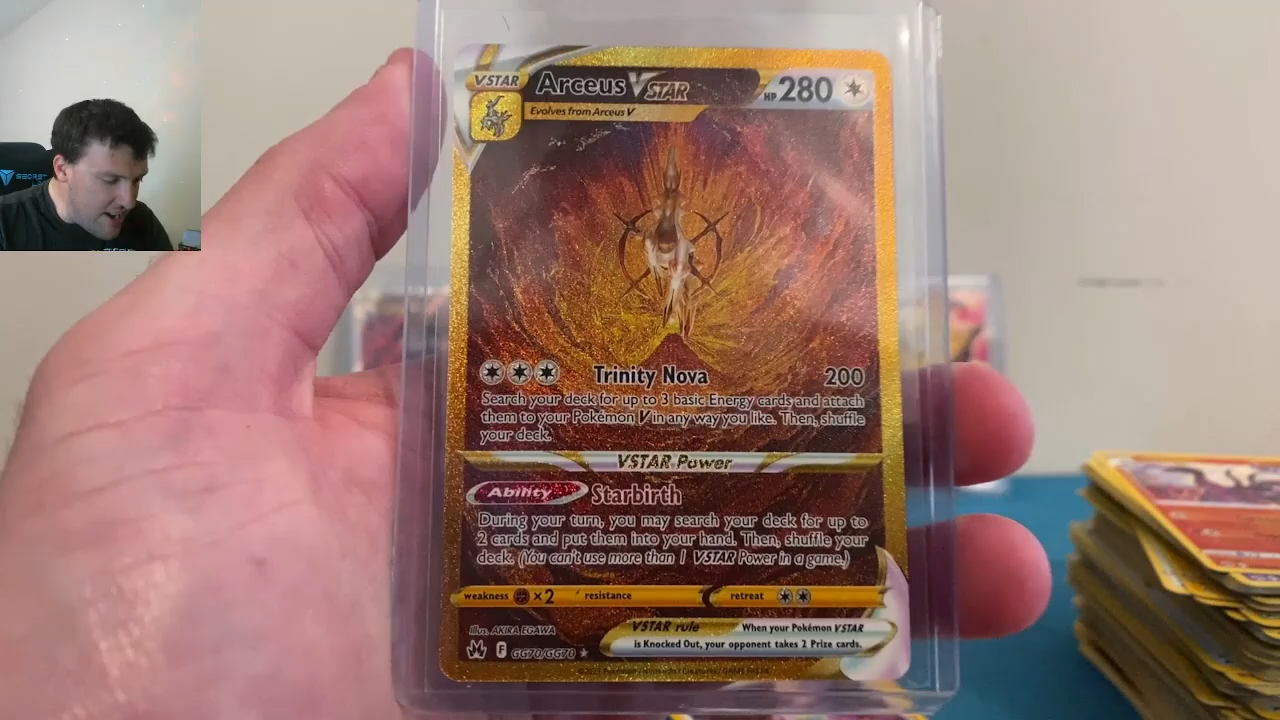 VSTAR
Arceus VSTAR
HP 280
Evolves from Arceus V
Trinity Nova 200
Search your deck for up to 3 basic Energy cards and attach
them to your Pokémon V in any way you like. Then, shuffle
your deck.
VSTAR Power
Ability Starbirth
During your turn, you may search your deck for up to
2 cards and put them into your hand. Then, shuffle your
deck. (You can't use more than 1 VSTAR Power in a game.)
weakness ×2 resistance retreat
VSTAR rule When your Pokémon VSTAR
is Knocked Out, your opponent takes 2 Prize cards.
Illus. AKIRA EGAWA
F GG70/GG70